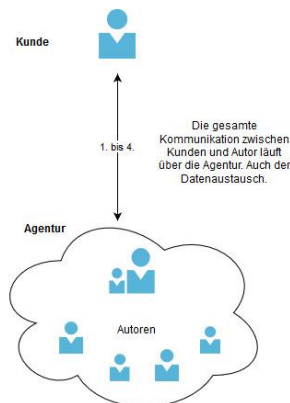 Kunde
1. bis 4.
Die gesamte
Kommunikation zwischen
Kunden und Autor läuft
über die Agentur. Auch der
Datenaustausch.
Agentur
Autoren